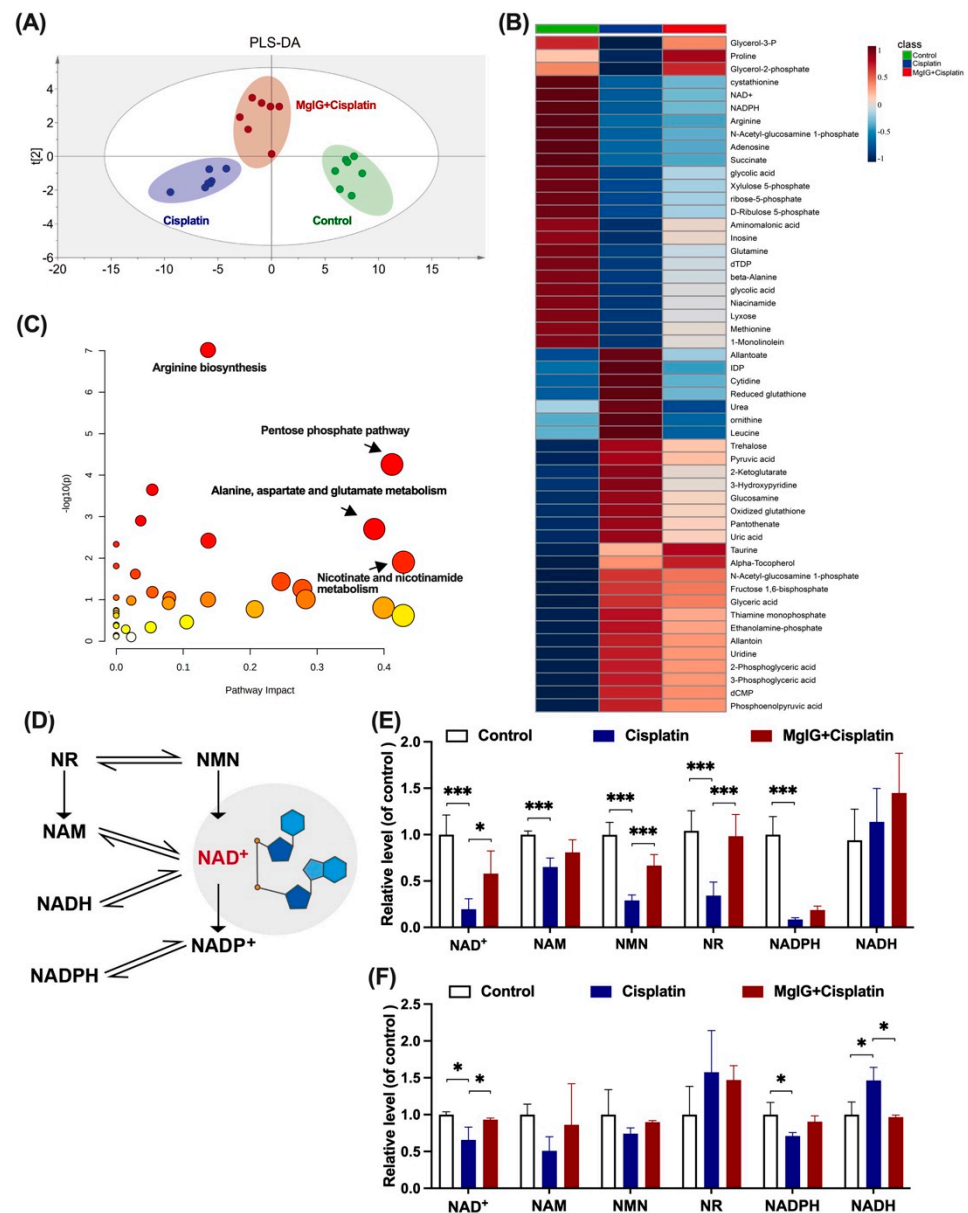 (A)
PLS-DA
t[2]
6
4
2
0
-2
-4
-6
-20
-15
-10
-5
0
5
10
15
20
MgIG+Cisplatin
Cisplatin
Control
(B)
Glycerol-3-P
Proline
Glycerol-2-phosphate
cystathionine
NAD+
NADPH
Arginine
N-Acetyl-glucosamine 1-phosphate
Adenosine
Succinate
glycolic acid
Xylulose 5-phosphate
ribose-5-phosphate
D-Ribulose 5-phosphate
Aminomalonic acid
Inosine
Glutamine
dTDP
beta-Alanine
glycolic acid
Niacinamide
Lyxose
Methionine
1-Monolinolein
Allantoate
IDP
Cytidine
Reduced glutathione
Urea
ornithine
Leucine
Trehalose
Pyruvic acid
2-Ketoglutarate
3-Hydroxypyridine
Glucosamine
Oxidized glutathione
Pantothenate
Uric acid
Taurine
Alpha-Tocopherol
N-Acetyl-glucosamine 1-phosphate
Fructose 1,6-bisphosphate
Glyceric acid
Thiamine monophosphate
Ethanolamine-phosphate
Allantoin
Uridine
2-Phosphoglyceric acid
3-Phosphoglyceric acid
dCMP
Phosphoenolpyruvic acid
1
0.5
0
-0.5
-1
class
Control
Cisplatin
MgIG+Cisplatin
(C)
-log10(p)
7
6
5
4
3
2
1
0
0.0
0.1
0.2
0.3
0.4
Pathway Impact
Arginine biosynthesis
Pentose phosphate pathway
Alanine, aspartate and glutamate metabolism
Nicotinate and nicotinamide
metabolism
(D)
NR
NMN
NAM
NAD+
NADH
NADP+
NADPH
(E)
Control
Cisplatin
MgIG+Cisplatin
Relative level (of control )
2.0
1.5
1.0
0.5
0.0
***
*
***
***
***
***
***
***
NAD+
NAM
NMN
NR
NADPH
NADH
(F)
Control
Cisplatin
MgIG+Cisplatin
Relative level (of control )
2.5
2.0
1.5
1.0
0.5
0.0
*
*
*
*
*
NAD+
NAM
NMN
NR
NADPH
NADH